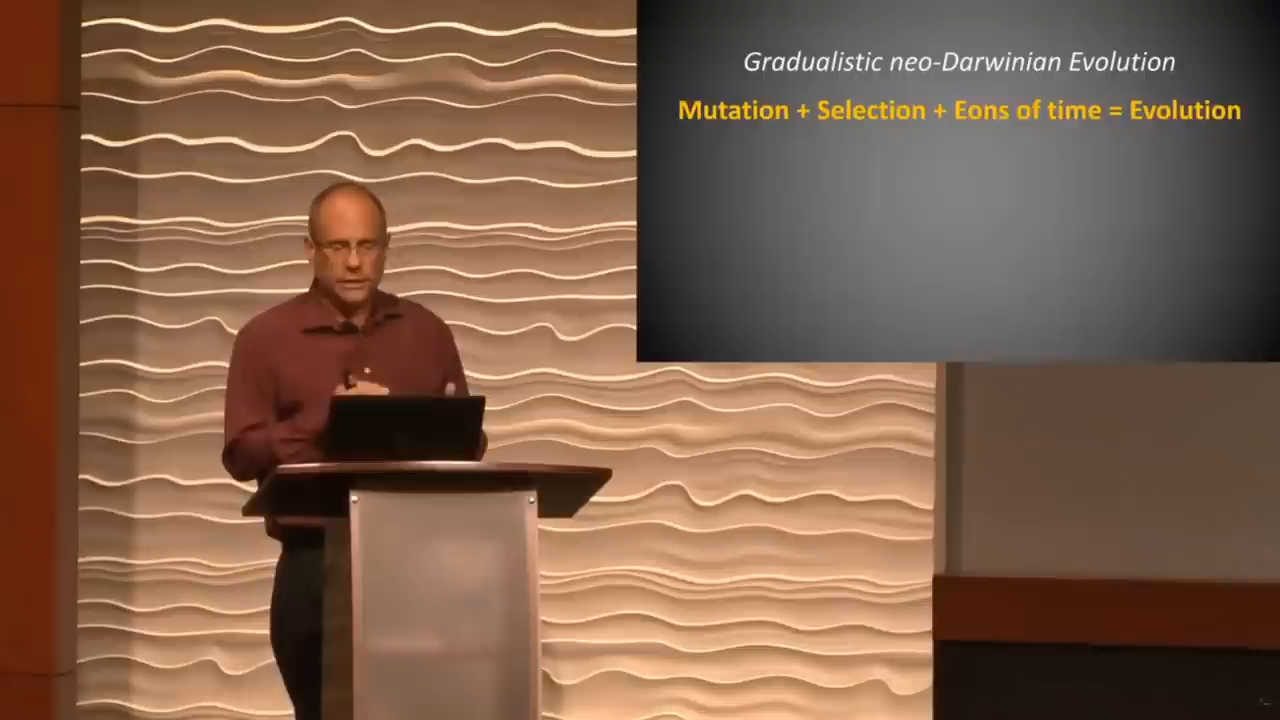 Gradualistic neo-Darwinian Evolution
Mutation + Selection + Eons of time = Evolution